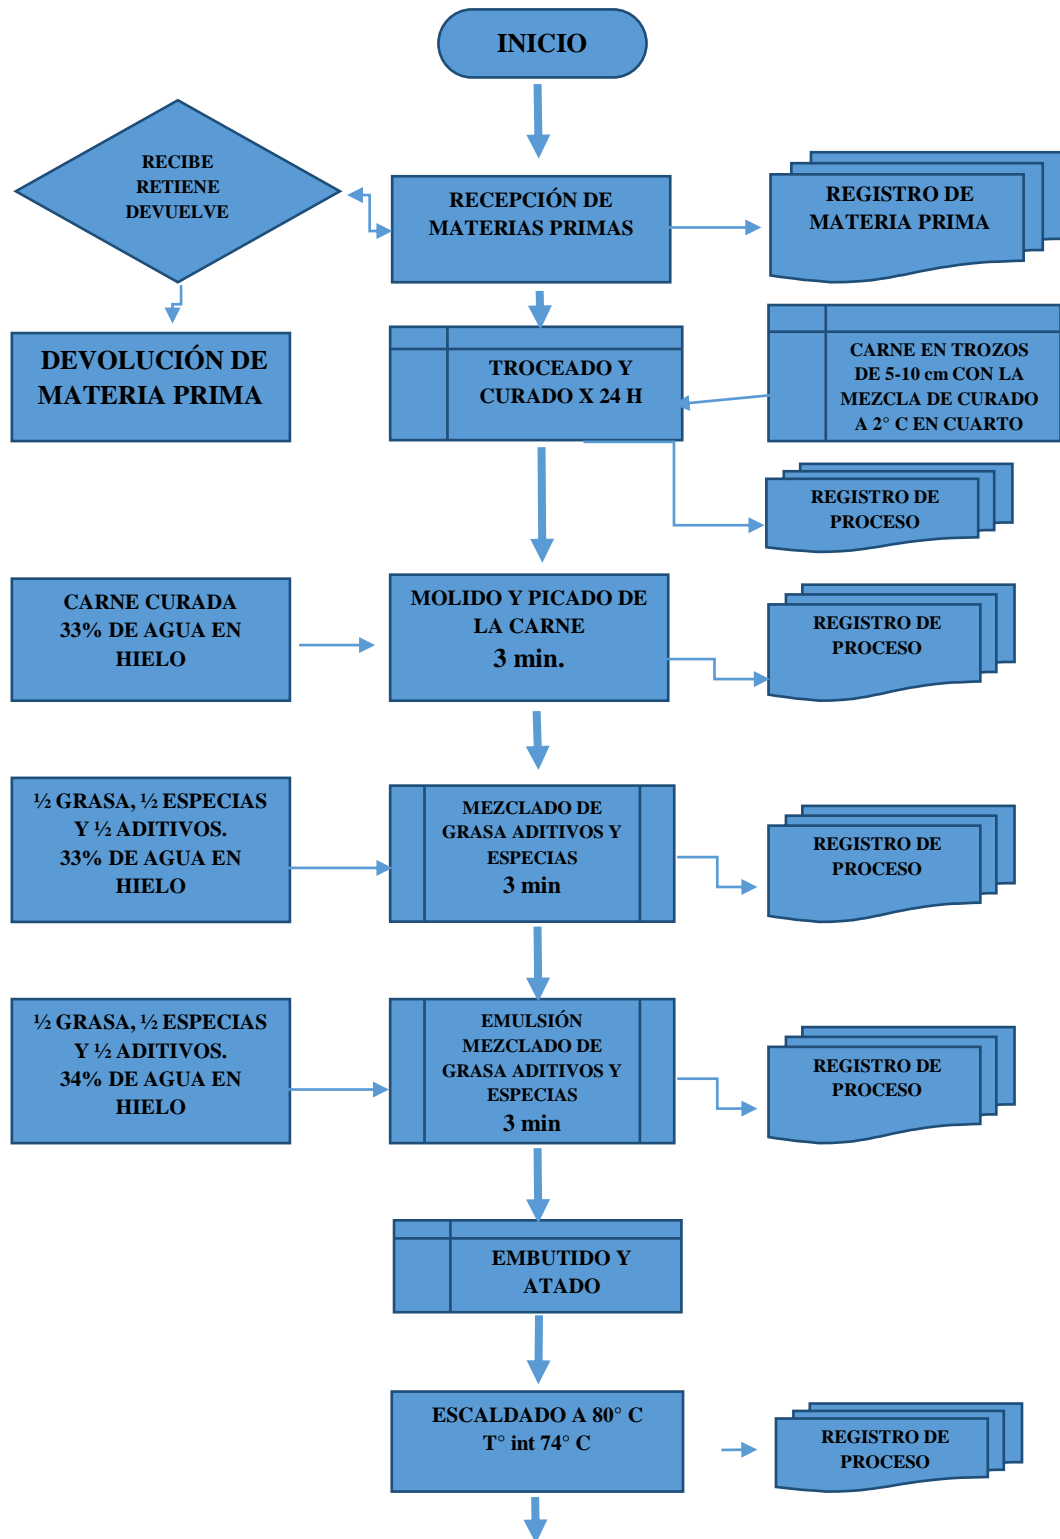 INICIO
RECIBE
RETIENE
DEVUELVE
RECEPCIÓN DE
MATERIAS PRIMAS
REGISTRO DE
MATERIA PRIMA
DEVOLUCIÓN DE
MATERIA PRIMA
TROCEADO Y
CURADO X 24 H
CARNE EN TROZOS
DE 5-10 cm CON LA
MEZCLA DE CURADO
A 2° C EN CUARTO
REGISTRO DE
PROCESO
CARNE CURADA
33% DE AGUA EN
HIELO
MOLIDO Y PICADO DE
LA CARNE
3 min.
REGISTRO DE
PROCESO
½ GRASA, ½ ESPECIAS
Y ½ ADITIVOS.
33% DE AGUA EN
HIELO
MEZCLADO DE
GRASA ADITIVOS Y
ESPECIAS
3 min
REGISTRO DE
PROCESO
½ GRASA, ½ ESPECIAS
Y ½ ADITIVOS.
34% DE AGUA EN
HIELO
EMULSIÓN
MEZCLADO DE
GRASA ADITIVOS Y
ESPECIAS
3 min
REGISTRO DE
PROCESO
EMBUTIDO Y
ATADO
ESCALDADO A 80° C
T° int 74° C
REGISTRO DE
PROCESO